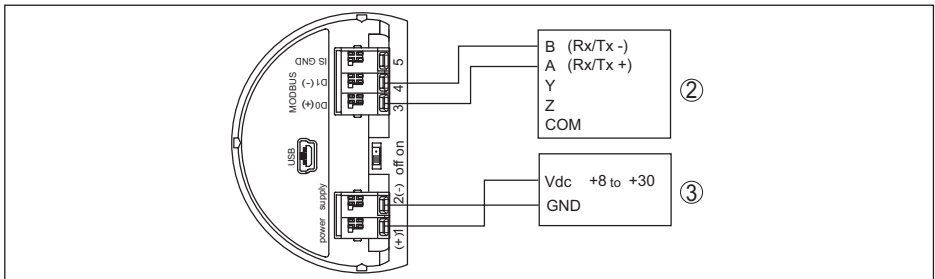 IS GND
MODBUS
D1(-)
D0(+)
USB
power supply
5
4
3
off on
2(-)
(+)1
B (Rx/Tx -)
A (Rx/Tx +)
Y
Z
COM
②
Vdc +8 to +30
GND
③